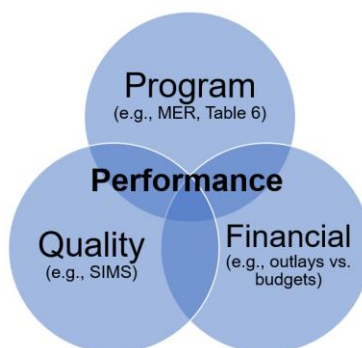 Program
(e.g., MER, Table 6)
Performance
Quality
(e.g., SIMS)
Financial
(e.g., outlays vs.
budgets)